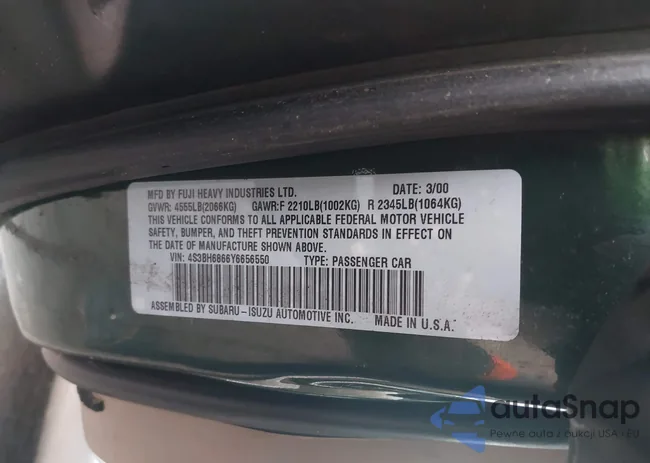 MFD BY FUJI HEAVY INDUSTRIES LTD. DATE: 3/00
GVWR: 4555LB(2066KG) GAWR:F 2210LB(1002KG) R 2345LB(1064KG)
THIS VEHICLE CONFORMS TO ALL APPLICABLE FEDERAL MOTOR VEHICLE
SAFETY, BUMPER, AND THEFT PREVENTION STANDARDS IN EFFECT ON
THE DATE OF MANUFACTURE SHOWN ABOVE.
VIN: 4S3BH6866Y6656550 TYPE: PASSENGER CAR
ASSEMBLED BY SUBARU-ISUZU AUTOMOTIVE INC. MADE IN U.S.A.
autaSnap
Pewne auta z aukcji USA - EU